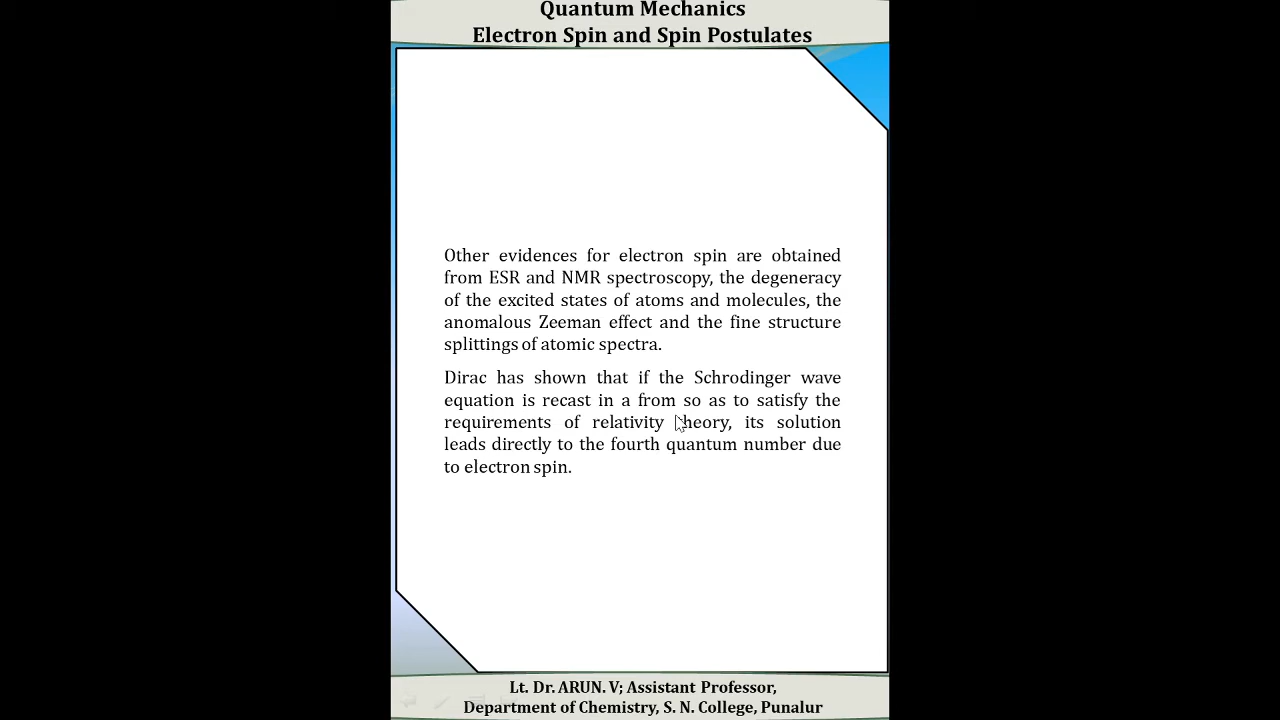 Quantum Mechanics
Electron Spin and Spin Postulates
Other evidences for electron spin are obtained
from ESR and NMR spectroscopy, the degeneracy
of the excited states of atoms and molecules, the
anomalous Zeeman effect and the fine structure
splittings of atomic spectra.
Dirac has shown that if the Schrodinger wave
equation is recast in a from so as to satisfy the
requirements of relativity theory, its solution
leads directly to the fourth quantum number due
to electron spin.
Lt. Dr. ARUN. V; Assistant Professor,
Department of Chemistry, S. N. College, Punalur